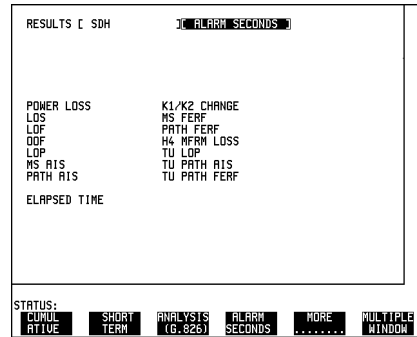 RESULTS [ SDH ][ ALARM SECONDS ]
POWER LOSS K1/K2 CHANGE
LOS MS FERF
LOF PATH FERF
OOF H4 MFRM LOSS
LOP TU LOP
MS AIS TU PATH AIS
PATH AIS TU PATH FERF
ELAPSED TIME
STATUS:
CUMUL SHORT ANALYSIS ALARM MORE MULTIPLE
ATIVE TERM (G.826) SECONDS ........ WINDOW